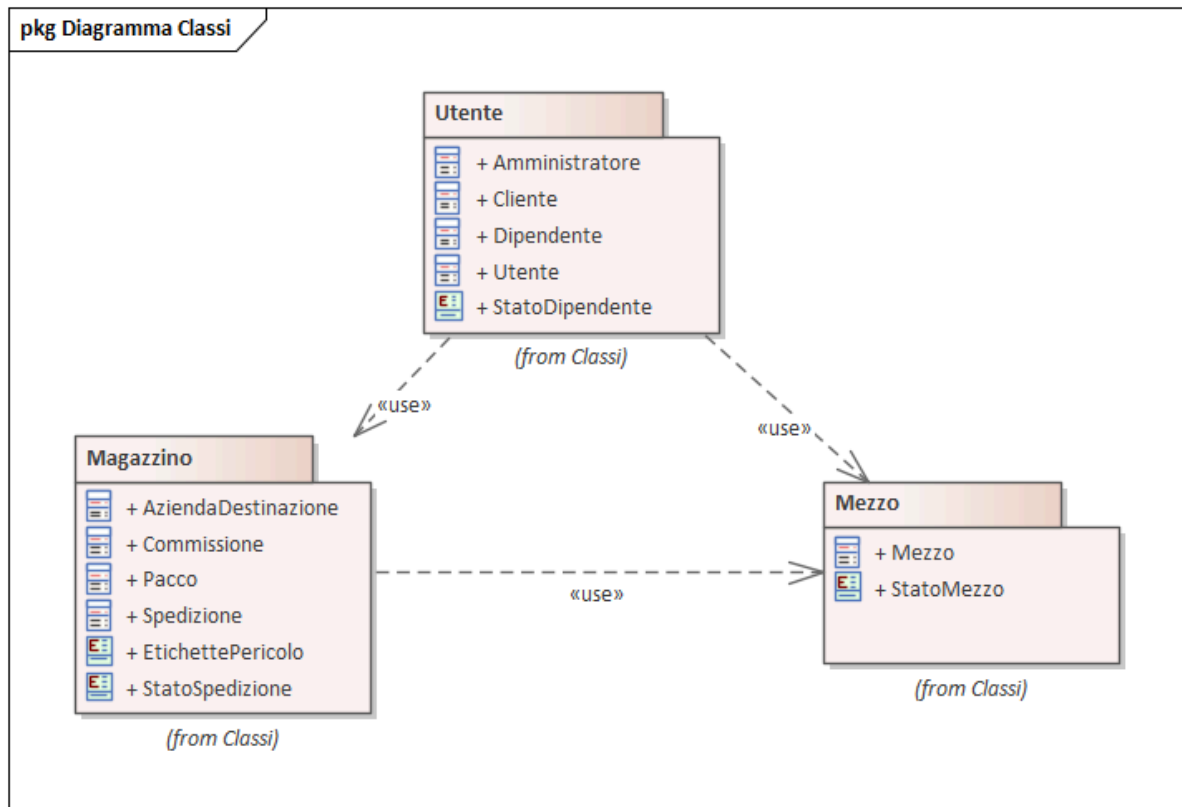 pkg Diagramma Classi
Utente
+ Amministratore
+ Cliente
+ Dipendente
+ Utente
E
+ StatoDipendente
(from Classi)
«use»
«use»
Magazzino
+ AziendaDestinazione
+ Commissione
+ Pacco
+ Spedizione
E
+ EtichettePericolo
E
+ StatoSpedizione
(from Classi)
«use»
Mezzo
+ Mezzo
E
+ StatoMezzo
(from Classi)